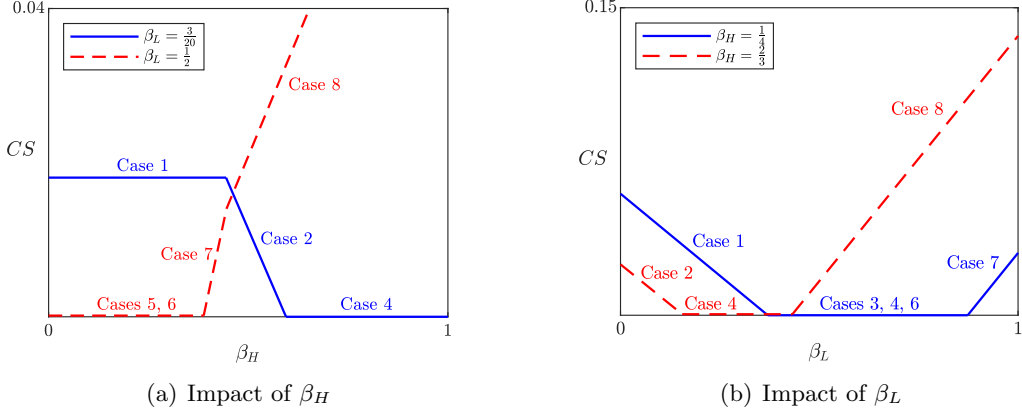 0.04
β_L = 3/20
β_L = 1/2
Case 8
CS
Case 1
Case 2
Case 7
Cases 5, 6
Case 4
0
1
β_H
(a) Impact of β_H
0.15
β_H = 1/4
β_H = 2/3
Case 8
CS
Case 1
Case 7
Case 2
Case 4
Cases 3, 4, 6
0
1
β_L
(b) Impact of β_L